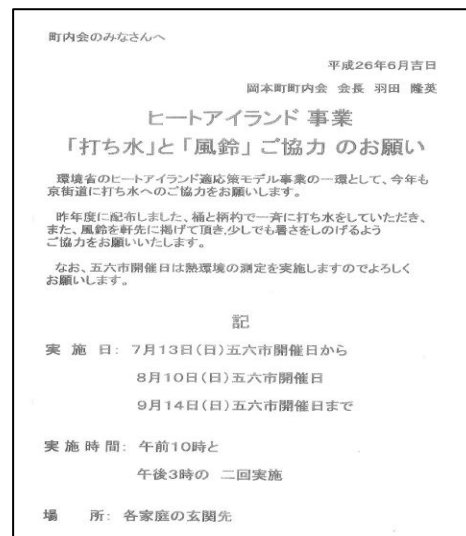 町内会のみなさんへ
平成26年6月吉日
岡本町町内会 会長 羽田 隆英
ヒートアイランド 事業
「打ち水」と「風鈴」ご協力 のお願い
環境省のヒートアイランド適応策モデル事業の一環として、今年も
京街道に打ち水へのご協力をお願いします。
昨年度に配布しました、桶と柄杓で一斉に打ち水をしていただき、
また、風鈴を軒先に掲げて頂き,少しでも暑さをしのげるよう
ご協力をお願いいたします。
なお、五六市開催日は熱環境の測定を実施しますのでよろしく
お願いします。
記
実 施 日: 7月13日(日)五六市開催日から
8月10日(日)五六市開催日
9月14日(日)五六市開催日まで
実 施 時 間: 午前10時と
午後3時の 二回実施
場 所: 各家庭の玄関先